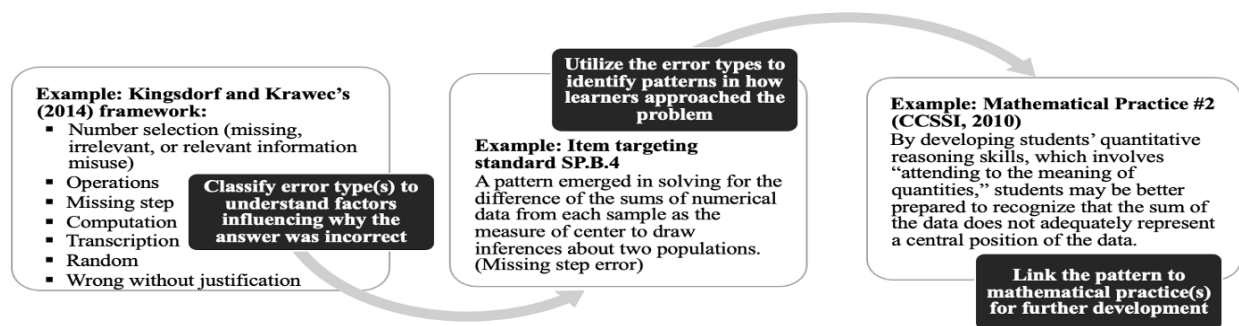 Example: Kingsdorf and Krawec's
(2014) framework:
▪ Number selection (missing,
irrelevant, or relevant information
misuse)
▪ Operations
▪ Missing step
▪ Computation
▪ Transcription
▪ Random
▪ Wrong without justification
Classify error type(s) to
understand factors
influencing why the
answer was incorrect
Utilize the error types to
identify patterns in how
learners approached the
problem
Example: Item targeting
standard SP.B.4
A pattern emerged in solving for the
difference of the sums of numerical
data from each sample as the
measure of center to draw
inferences about two populations.
(Missing step error)
Example: Mathematical Practice #2
(CCSSI, 2010)
By developing students' quantitative
reasoning skills, which involves
“attending to the meaning of
quantities,” students may be better
prepared to recognize that the sum of
the data does not adequately represent
a central position of the data.
Link the pattern to
mathematical practice(s)
for further development